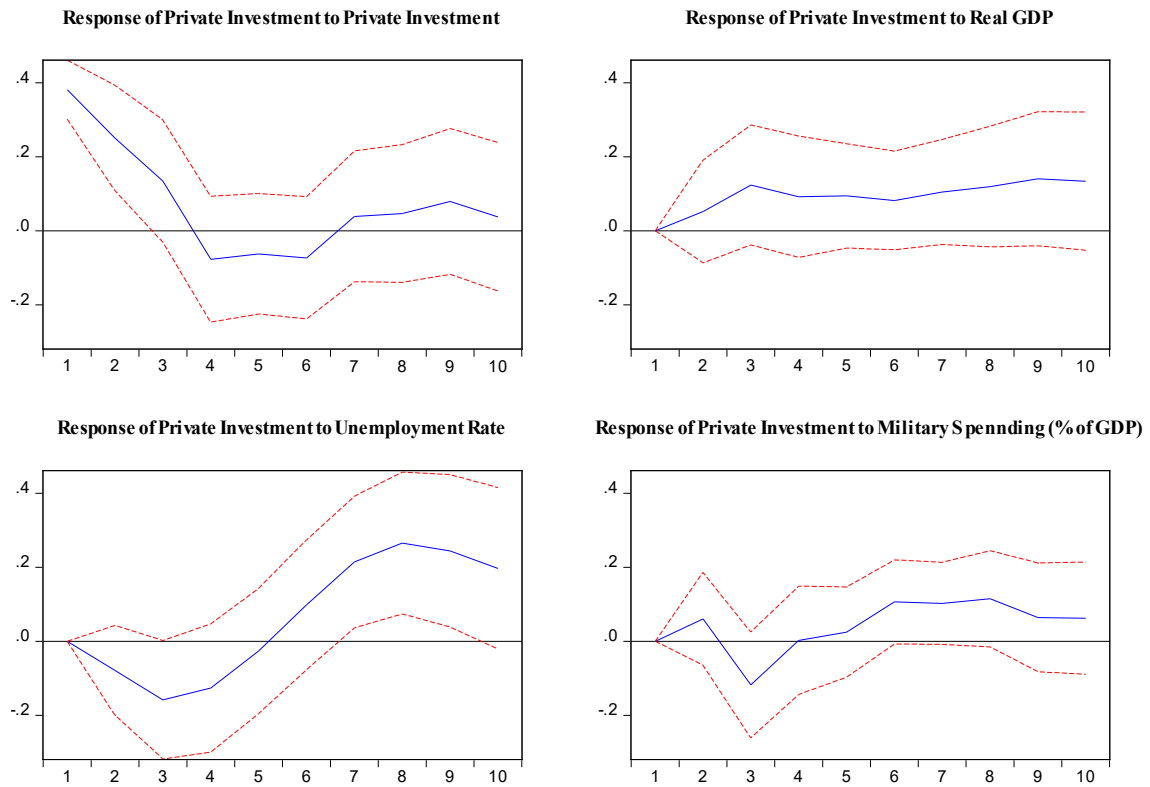 Response of Private Investment to Private Investment
.4
.2
.0
-.2
1 2 3 4 5 6 7 8 9 10
Response of Private Investment to Real GDP
.4
.2
.0
-.2
1 2 3 4 5 6 7 8 9 10
Response of Private Investment to Unemployment Rate
.4
.2
.0
-.2
1 2 3 4 5 6 7 8 9 10
Response of Private Investment to Military Spennding (% of GDP)
.4
.2
.0
-.2
1 2 3 4 5 6 7 8 9 10